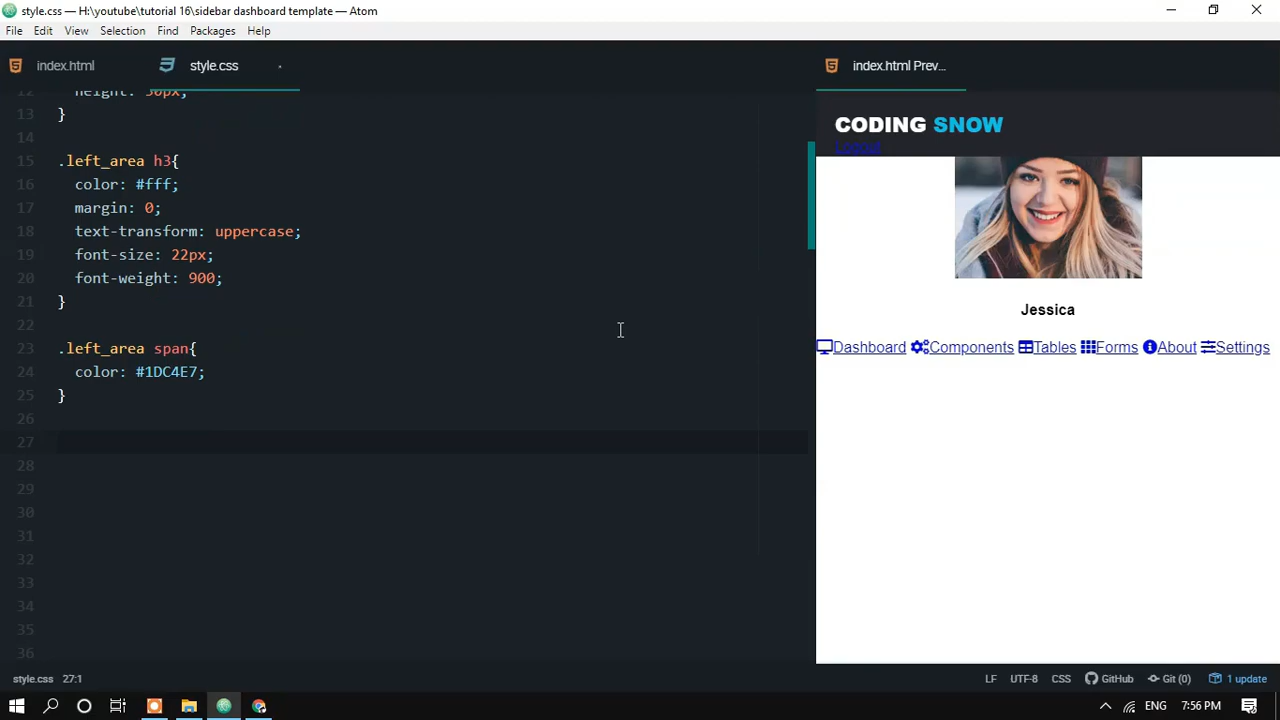 style.css — H:\youtube\tutorial 16\sidebar dashboard template — Atom
File Edit View Selection Find Packages Help
index.html style.css index.html Prev...
12 height: 50px;
13 }
14
15 .left_area h3{
16 color: #fff;
17 margin: 0;
18 text-transform: uppercase;
19 font-size: 22px;
20 font-weight: 900;
21 }
22
23 .left_area span{
24 color: #1DC4E7;
25 }
26
27
28
29
30
31
32
33
34
35
36
CODING SNOW
Logout
Jessica
Dashboard Components Tables Forms About Settings
style.css 27:1 LF UTF-8 CSS GitHub Git (0) 1 update
ENG 7:56 PM